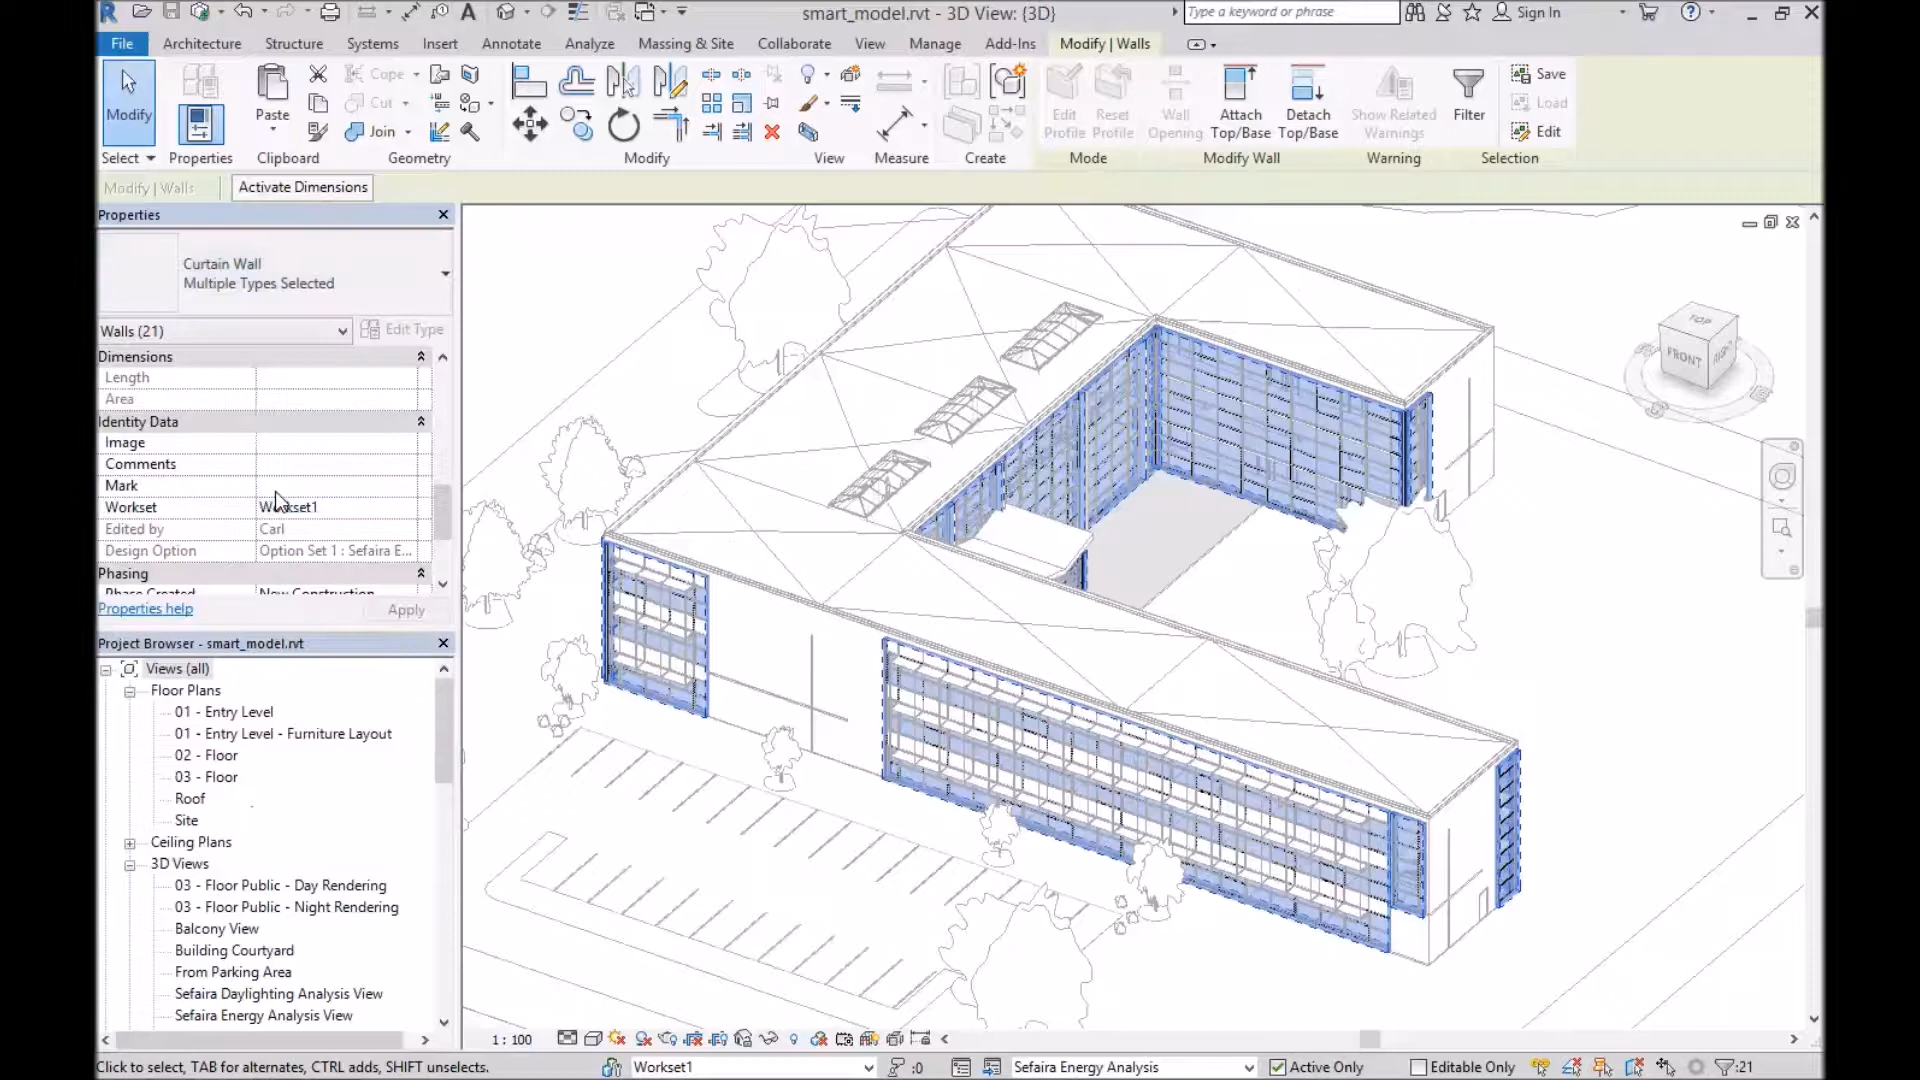 smart_model.rvt - 3D View: {3D}
Type a keyword or phrase
Sign In
File
Architecture
Structure
Systems
Insert
Annotate
Analyze
Massing & Site
Collaborate
View
Manage
Add-Ins
Modify | Walls
Modify
Paste
Cope
Cut
Join
Edit Profile
Reset Profile
Wall Opening
Attach Top/Base
Detach Top/Base
Show Related Warnings
Filter
Save
Load
Edit
Select
Properties
Clipboard
Geometry
Modify
View
Measure
Create
Mode
Modify Wall
Warning
Selection
Modify | Walls
Activate Dimensions
Properties
Curtain Wall
Multiple Types Selected
Walls (21)
Edit Type
Dimensions
Length
Area
Identity Data
Image
Comments
Mark
Workset Workset1
Edited by Carl
Design Option Option Set 1 : Sefaira E...
Phasing
Phase Created New Construction
Properties help
Apply
TOP
FRONT
RIGHT
Project Browser - smart_model.rvt
Views (all)
Floor Plans
01 - Entry Level
01 - Entry Level - Furniture Layout
02 - Floor
03 - Floor
Roof
Site
Ceiling Plans
3D Views
03 - Floor Public - Day Rendering
03 - Floor Public - Night Rendering
Balcony View
Building Courtyard
From Parking Area
Sefaira Daylighting Analysis View
Sefaira Energy Analysis View
1 : 100
Click to select, TAB for alternates, CTRL adds, SHIFT unselects.
Workset1
:0
Sefaira Energy Analysis
Active Only
Editable Only
:21